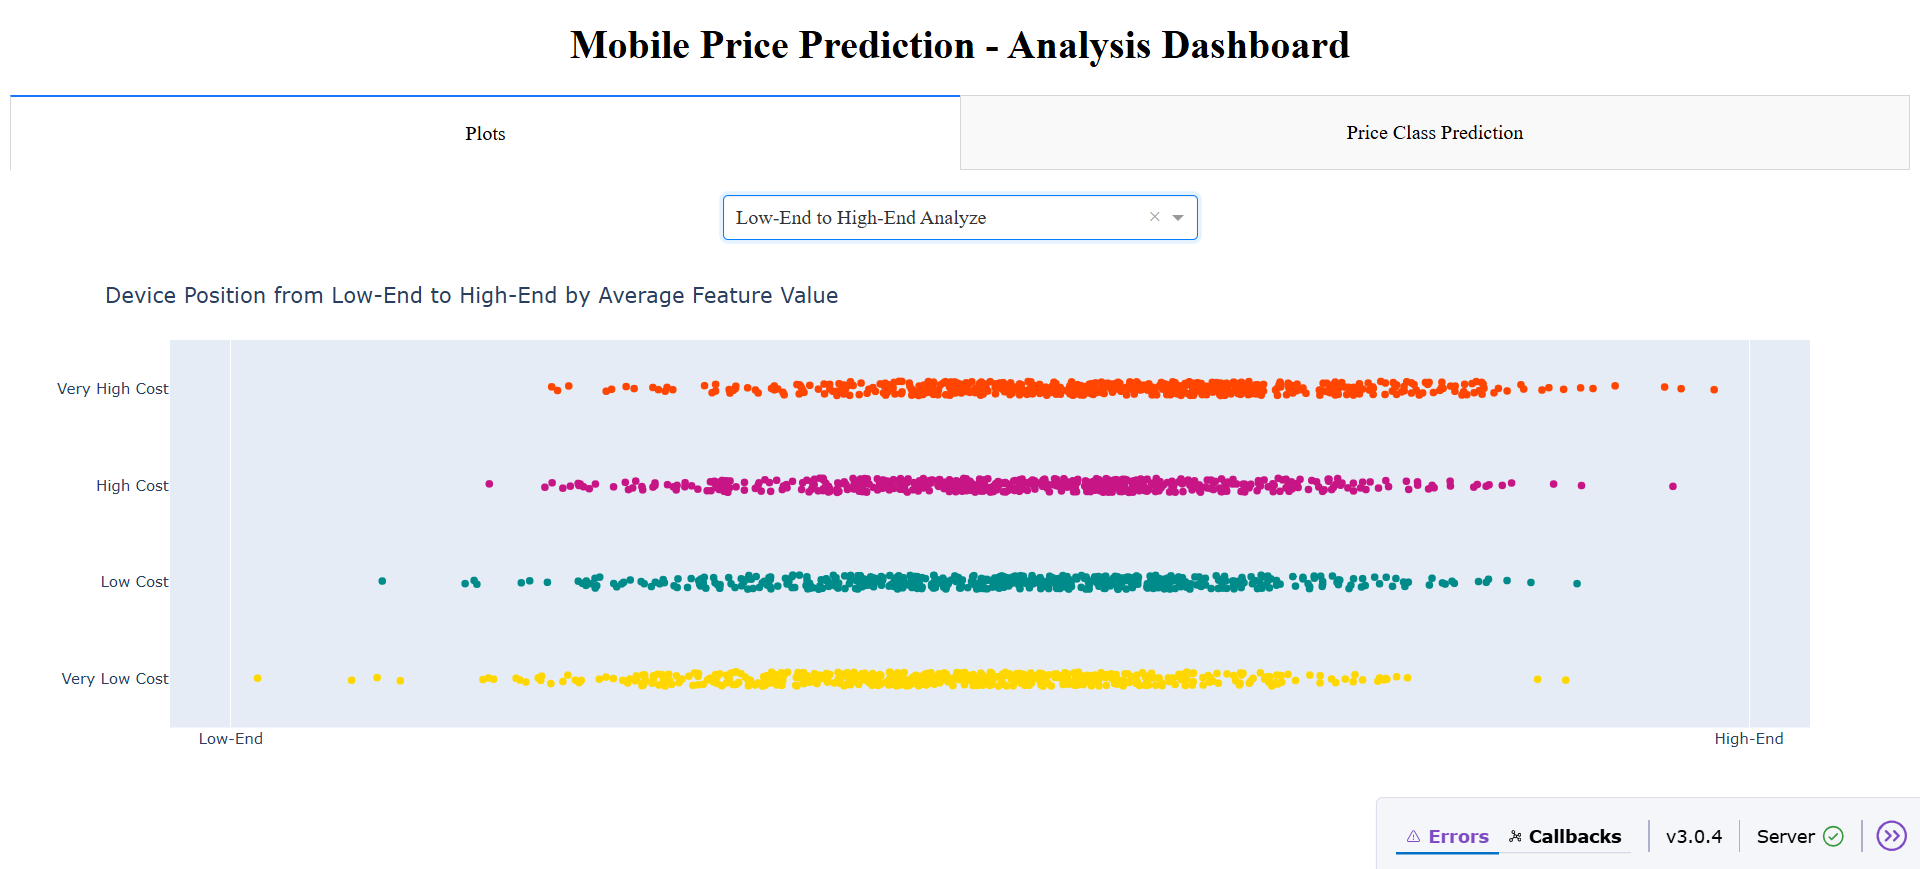 Mobile Price Prediction - Analysis Dashboard
Plots
Price Class Prediction
Low-End to High-End Analyze
Device Position from Low-End to High-End by Average Feature Value
Very High Cost
High Cost
Low Cost
Very Low Cost
Low-End
High-End
Errors
Callbacks
v3.0.4
Server